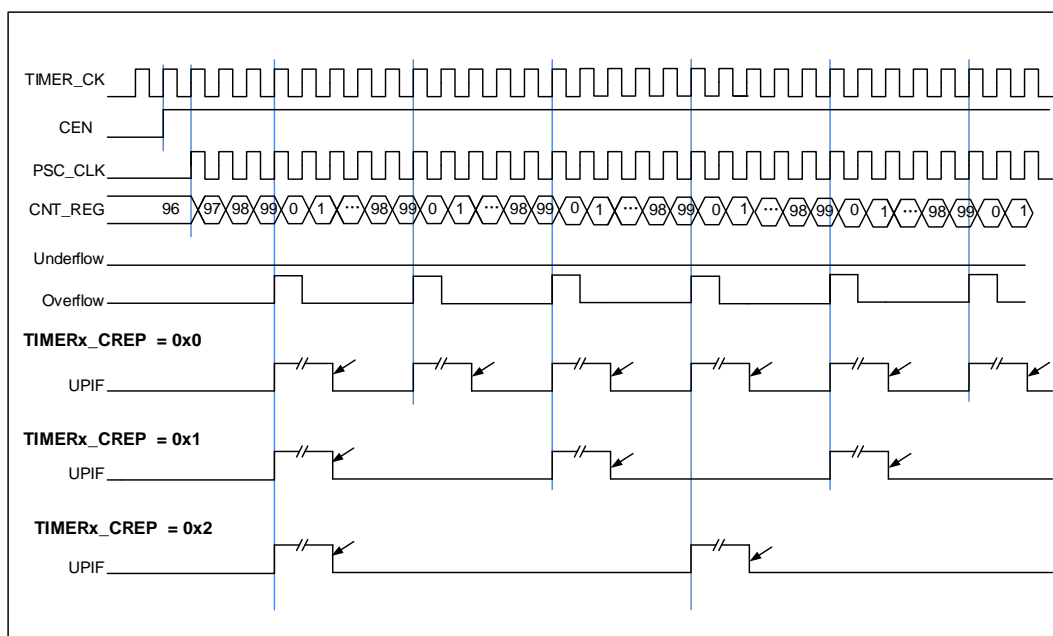 TIMER_CK
CEN
PSC_CLK
CNT_REG 96 97 98 99 0 1 ... 98 99 0 1 ... 98 99 0 1 ... 98 99 0 1 ... 98 99 0 1 ... 98 99 0 1
Underflow
Overflow
TIMERx_CREP = 0x0
UPIF
TIMERx_CREP = 0x1
UPIF
TIMERx_CREP = 0x2
UPIF